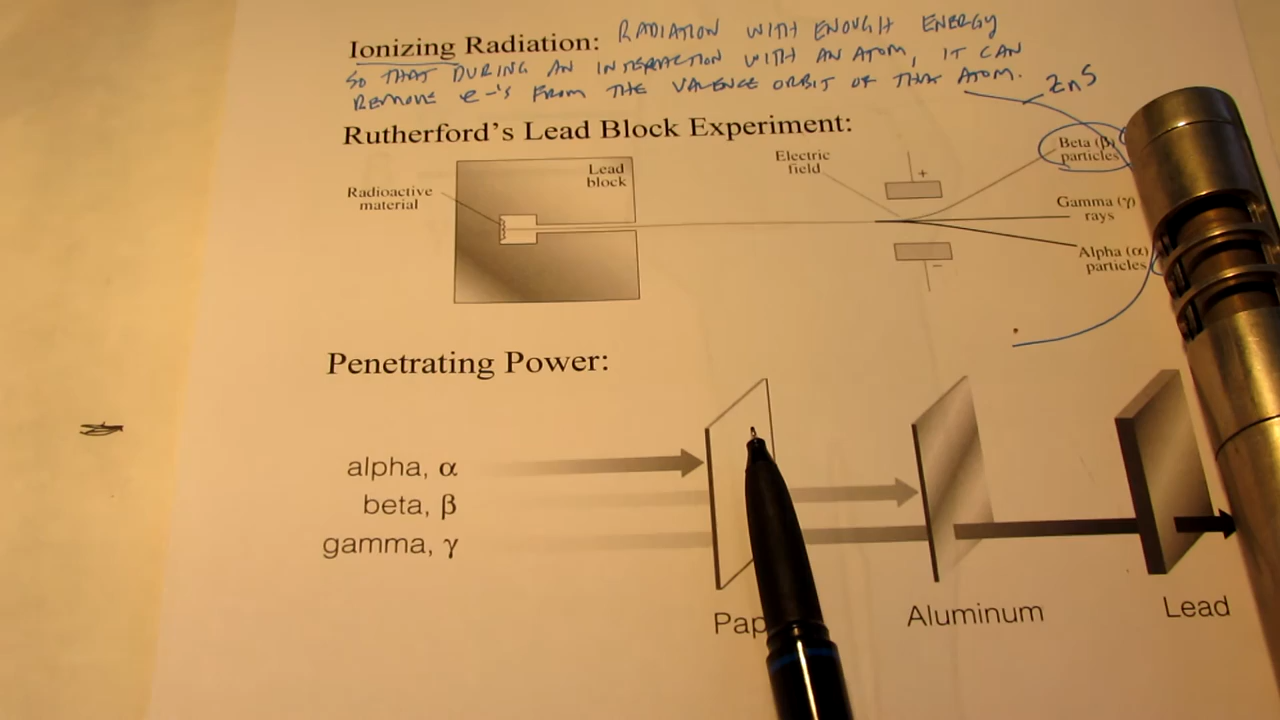 Ionizing Radiation: RADIATION WITH ENOUGH ENERGY
SO THAT DURING AN INTERACTION WITH AN ATOM, IT CAN
REMOVE e-'s FROM THE VALENCE ORBIT OF THAT ATOM.
ZnS
Rutherford's Lead Block Experiment:
Radioactive
material
Lead
block
Electric
field
+
−
Beta (β)
particles
Gamma (γ)
rays
Alpha (α)
particles
Penetrating Power:
alpha, α
beta, β
gamma, γ
Pap
Aluminum
Lead